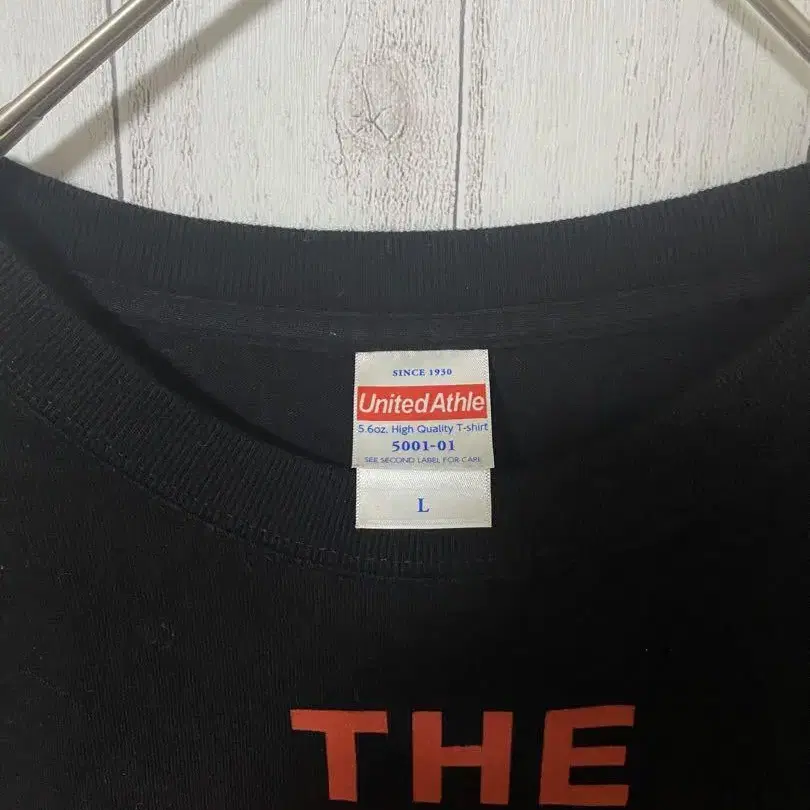 SINCE 1930
United Athle
5.6oz. High Quality T-shirt
5001-01
SEE SECOND LABEL FOR CARE
L
THE